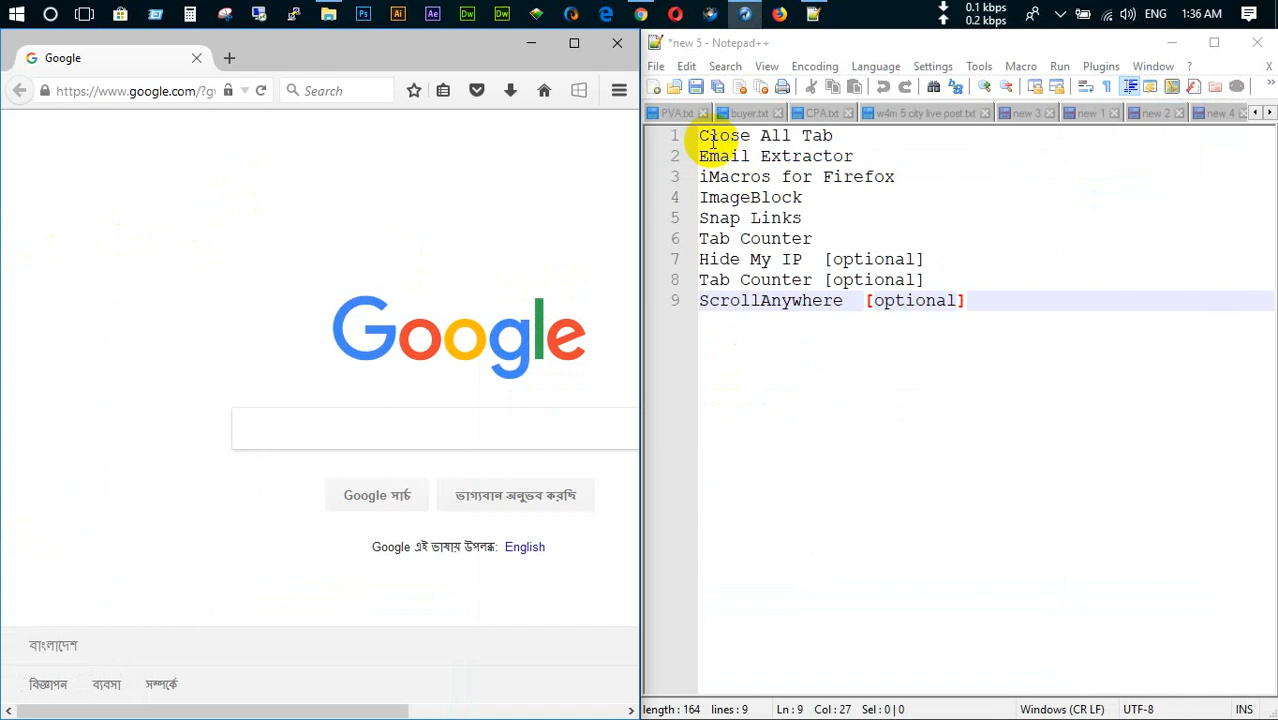 Ps
Ai
Ae
Dw
Dw
0.1 kbps
0.2 kbps
ENG
1:36 AM
Google
https://www.google.com/?g
Search
Google
Google সার্চ
ভাগ্যবান অনুভব করছি
Google এই ভাষায় উপলব্ধ: English
বাংলাদেশ
বিজ্ঞাপন ব্যবসা সম্পর্কে
*new 5 - Notepad++
File Edit Search View Encoding Language Settings Tools Macro Run Plugins Window ? X
PVA.txt buyer.txt CPA.txt w4m 5 city live post.txt new 3 new 1 new 2 new 4
1 Close All Tab
2 Email Extractor
3 iMacros for Firefox
4 ImageBlock
5 Snap Links
6 Tab Counter
7 Hide My IP [optional]
8 Tab Counter [optional]
9 ScrollAnywhere [optional]
length : 164 lines : 9 Ln : 9 Col : 27 Sel : 0 | 0 Windows (CR LF) UTF-8 INS